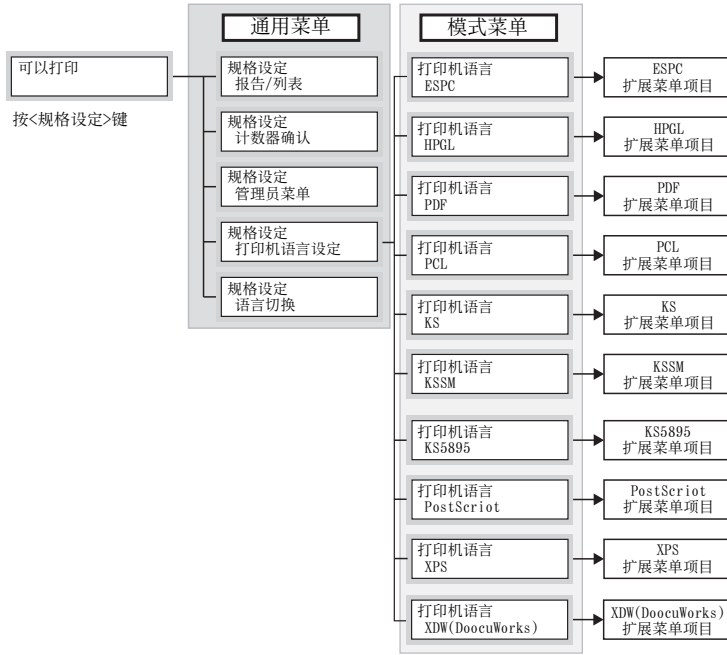 通用菜单
模式菜单
可以打印
按<规格设定>键
规格设定
报告/列表
规格设定
计数器确认
规格设定
管理员菜单
规格设定
打印机语言设定
规格设定
语言切换
打印机语言
ESPC
打印机语言
HPGL
打印机语言
PDF
打印机语言
PCL
打印机语言
KS
打印机语言
KSSM
打印机语言
KS5895
打印机语言
PostScriot
打印机语言
XPS
打印机语言
XDW(DoocuWorks)
ESPC
扩展菜单项目
HPGL
扩展菜单项目
PDF
扩展菜单项目
PCL
扩展菜单项目
KS
扩展菜单项目
KSSM
扩展菜单项目
KS5895
扩展菜单项目
PostScriot
扩展菜单项目
XPS
扩展菜单项目
XDW(DoocuWorks)
扩展菜单项目